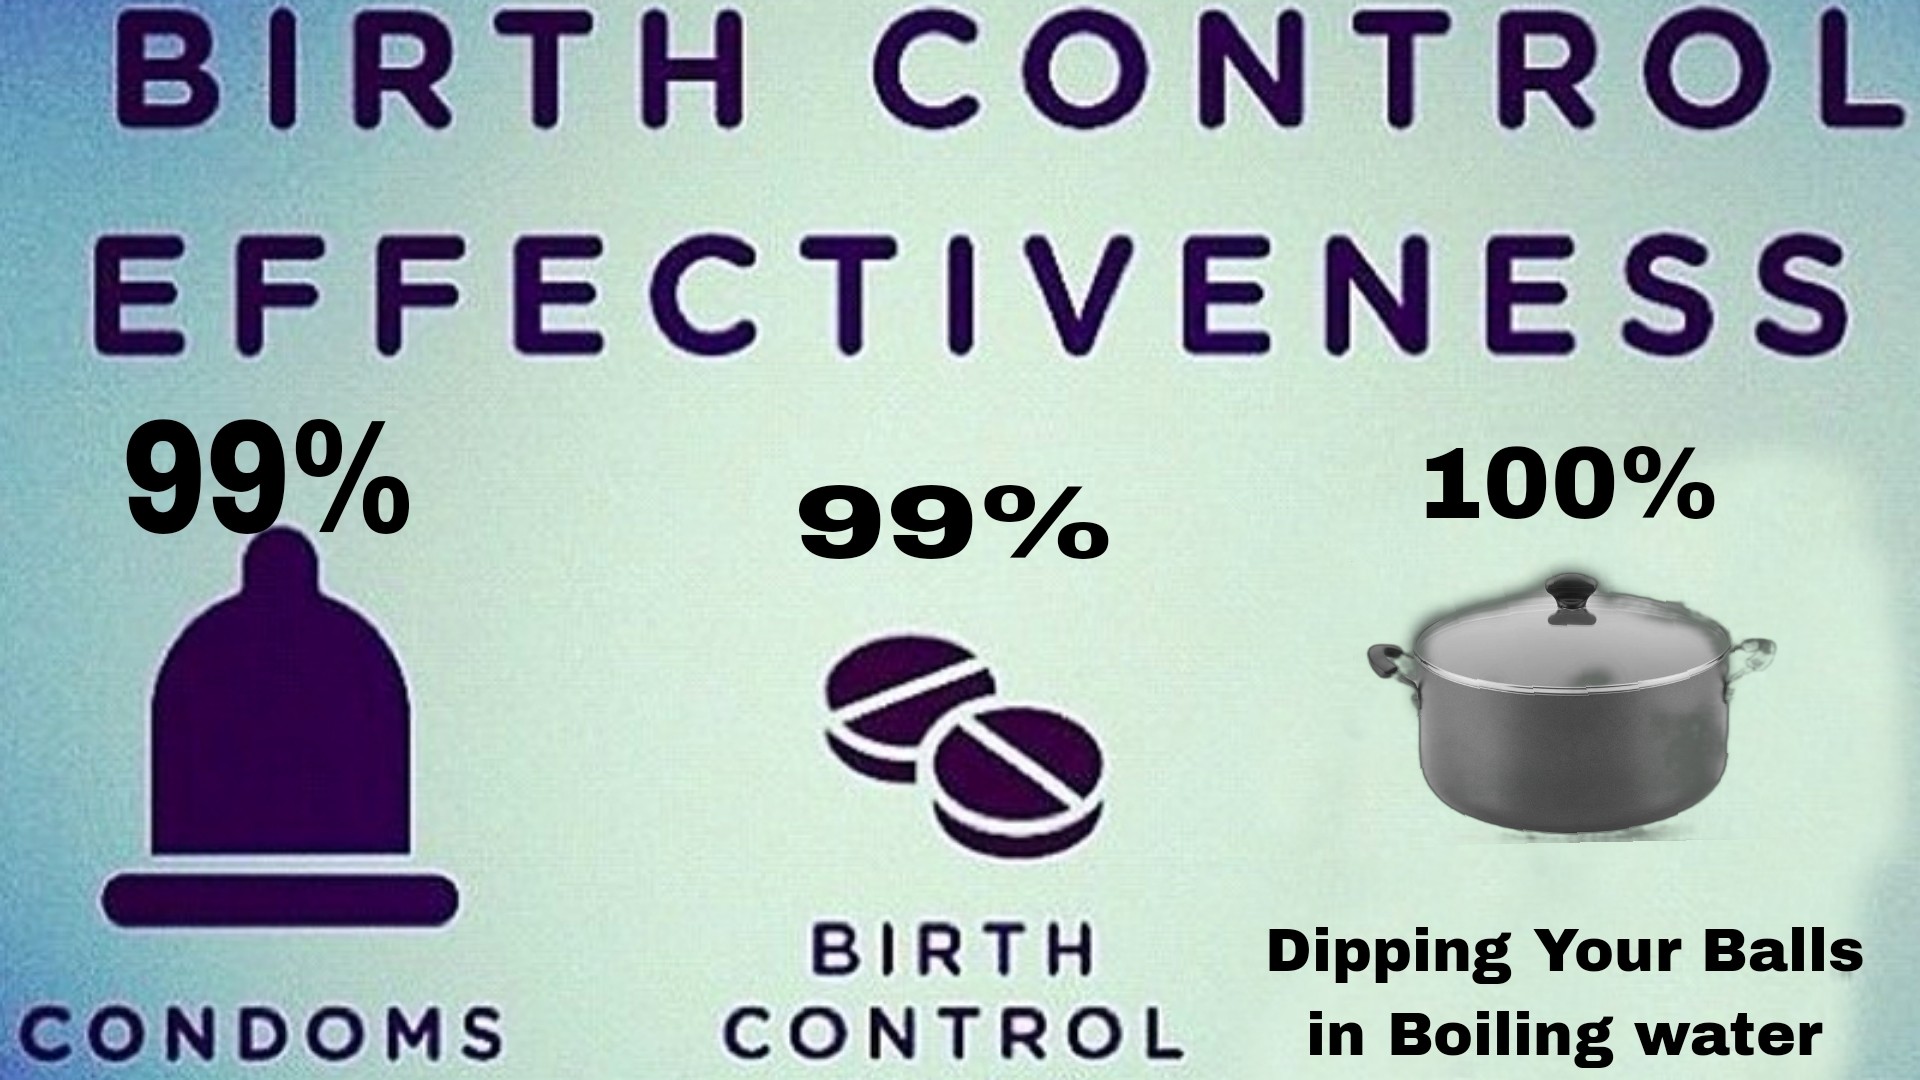 BIRTH CONTROL
EFFECTIVENESS
99%
99%
100%
CONDOMS
BIRTH
CONTROL
Dipping Your Balls
in Boiling water